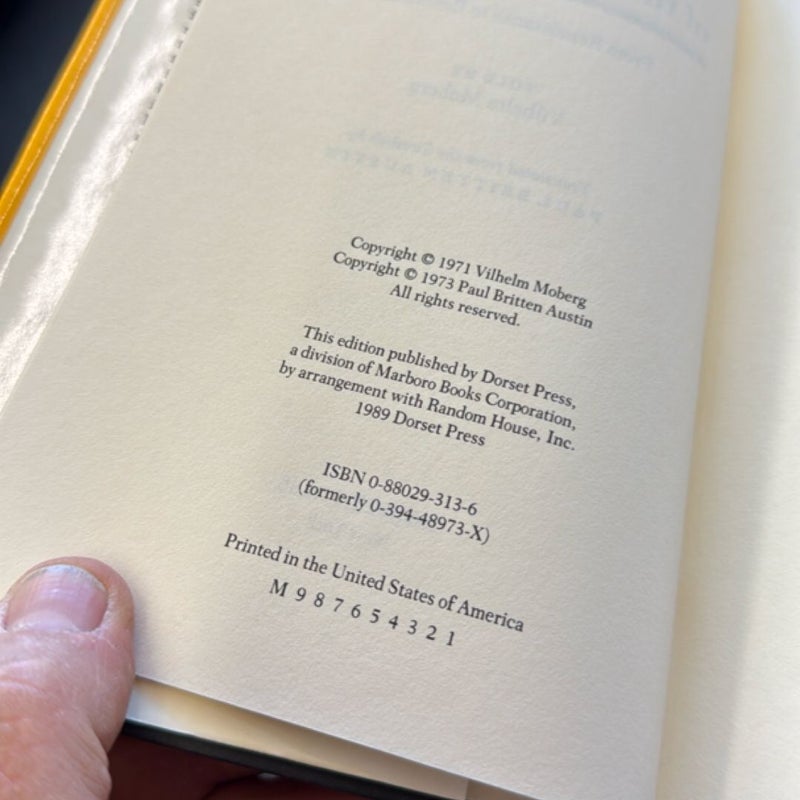 Copyright © 1971 Vilhelm Moberg
Copyright © 1973 Paul Britten Austin
All rights reserved.
This edition published by Dorset Press,
a division of Marboro Books Corporation,
by arrangement with Random House, Inc.
1989 Dorset Press
ISBN 0-88029-313-6
(formerly 0-394-48973-X)
Printed in the United States of America
M 9 8 7 6 5 4 3 2 1